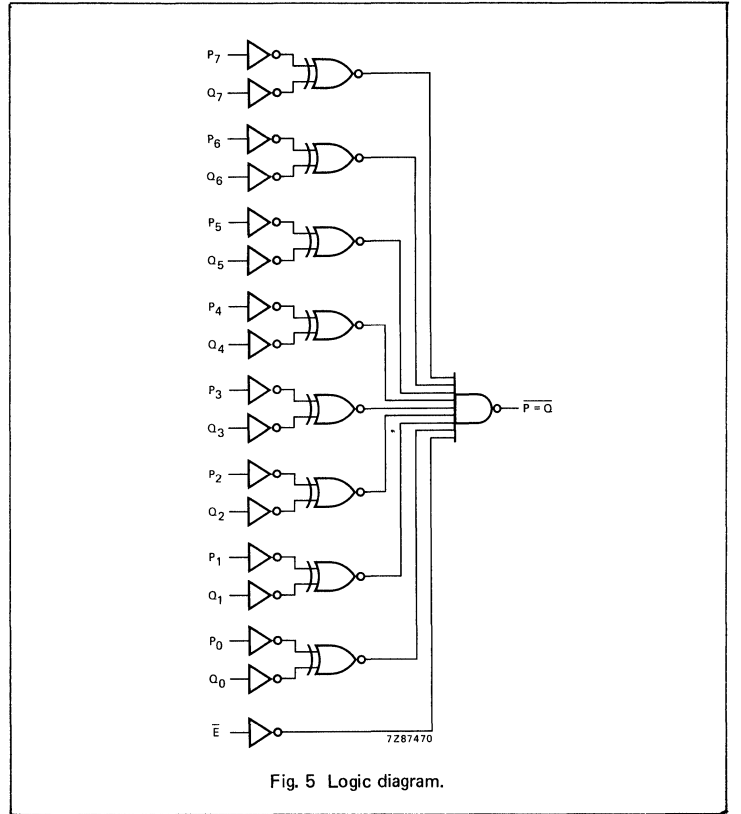 P7
Q7
P6
Q6
P5
Q5
P4
Q4
P3
Q3
P = Q
P2
Q2
P1
Q1
P0
Q0
E
7Z87470
Fig. 5 Logic diagram.